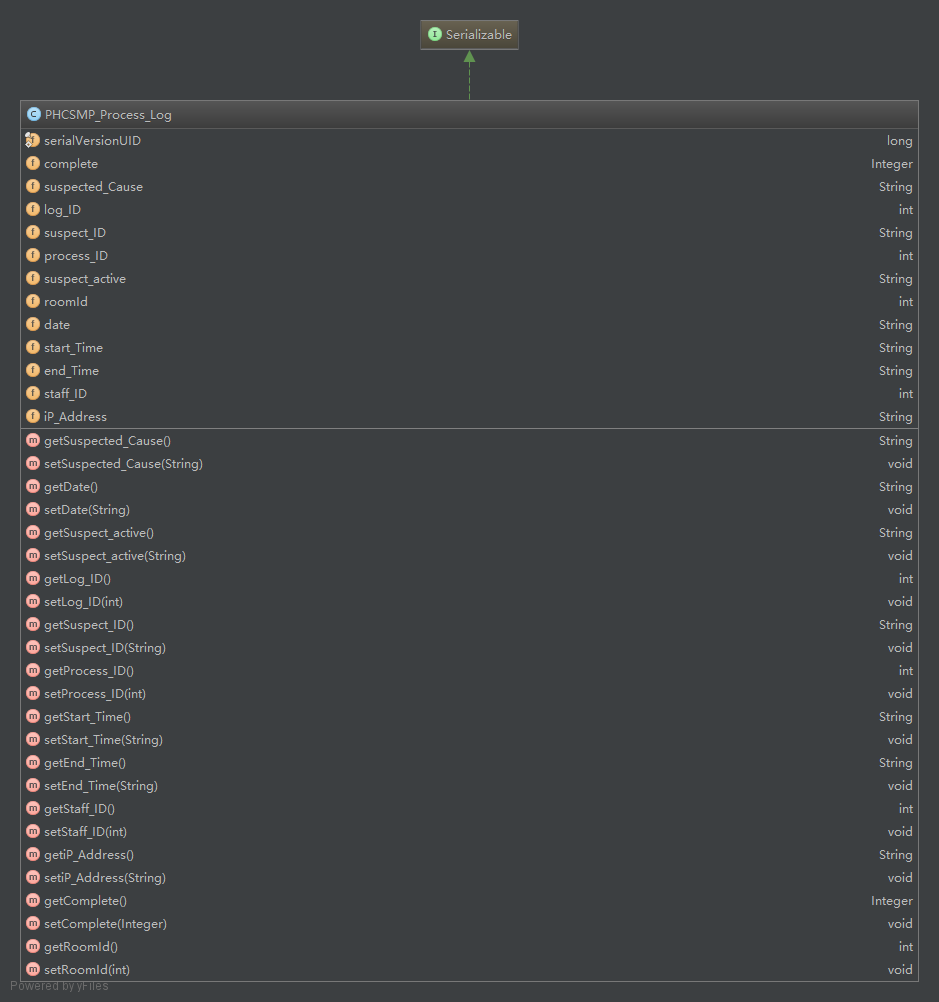 I Serializable
C PHCSMP_Process_Log
f serialVersionUID long
f complete Integer
f suspected_Cause String
f log_ID int
f suspect_ID String
f process_ID int
f suspect_active String
f roomId int
f date String
f start_Time String
f end_Time String
f staff_ID int
f iP_Address String
m getSuspected_Cause() String
m setSuspected_Cause(String) void
m getDate() String
m setDate(String) void
m getSuspect_active() String
m setSuspect_active(String) void
m getLog_ID() int
m setLog_ID(int) void
m getSuspect_ID() String
m setSuspect_ID(String) void
m getProcess_ID() int
m setProcess_ID(int) void
m getStart_Time() String
m setStart_Time(String) void
m getEnd_Time() String
m setEnd_Time(String) void
m getStaff_ID() int
m setStaff_ID(int) void
m getiP_Address() String
m setiP_Address(String) void
m getComplete() Integer
m setComplete(Integer) void
m getRoomId() int
m setRoomId(int) void
Powered by yFiles